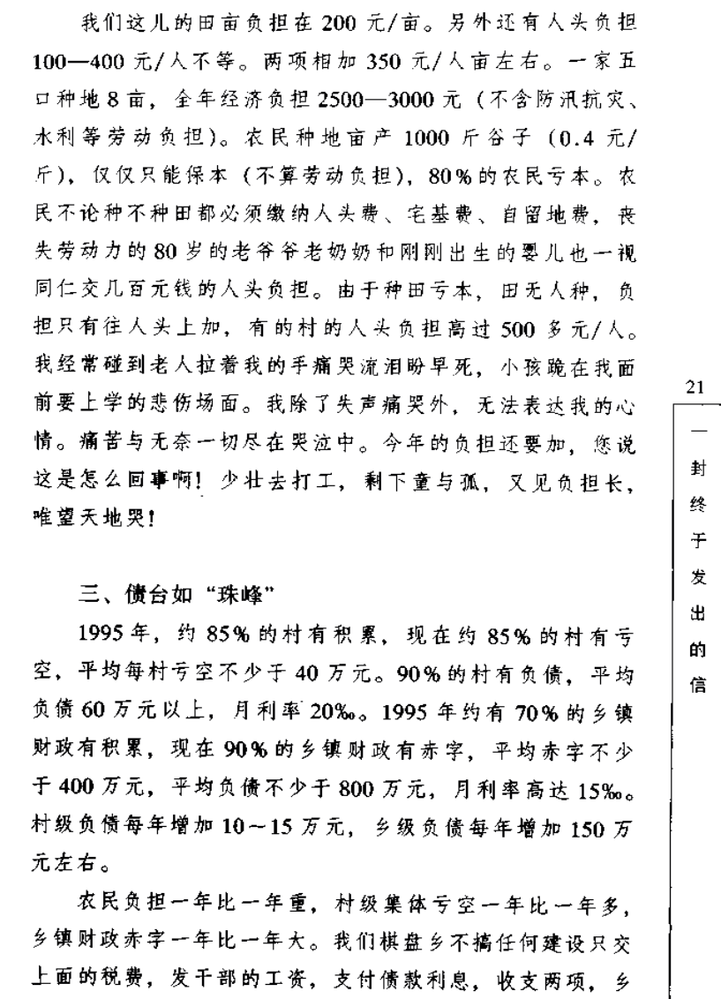 我们这儿的田亩负担在200元/亩。另外还有人头负担
100—400元/人不等。两项相加350元/人亩左右。一家五
口种地8亩，全年经济负担2500—3000元（不含防汛抗灾、
水利等劳动负担）。农民种地亩产1000斤谷子（0.4元/
斤），仅仅只能保本（不算劳动负担），80%的农民亏本。农
民不论种不种田都必须缴纳人头费、宅基费、自留地费，丧
失劳动力的80岁的老爷爷老奶奶和刚刚出生的婴儿也一视
同仁交几百元钱的人头负担。由于种田亏本，田无人种，负
担只有往人头上加，有的村的人头负担高过500多元/人。
我经常碰到老人拉着我的手痛哭流泪盼早死，小孩跪在我面
前要上学的悲伤场面。我除了失声痛哭外，无法表达我的心
情。痛苦与无奈一切尽在哭泣中。今年的负担还要加，您说
这是怎么回事啊！少壮去打工，剩下童与孤，又见负担长，
唯望天地哭！
三、债台如“珠峰”
1995年，约85%的村有积累，现在约85%的村有亏
空，平均每村亏空不少于40万元。90%的村有负债，平均
负债60万元以上，月利率20‰。1995年约有70%的乡镇
财政有积累，现在90%的乡镇财政有赤字，平均赤字不少
于400万元，平均负债不少于800万元，月利率高达15‰。
村级负债每年增加10～15万元，乡级负债每年增加150万
元左右。
农民负担一年比一年重，村级集体亏空一年比一年多，
乡镇财政赤字一年比一年大。我们棋盘乡不搞任何建设只交
上面的税费，发干部的工资，支付债款利息，收支两项，乡
21
一封终于发出的信